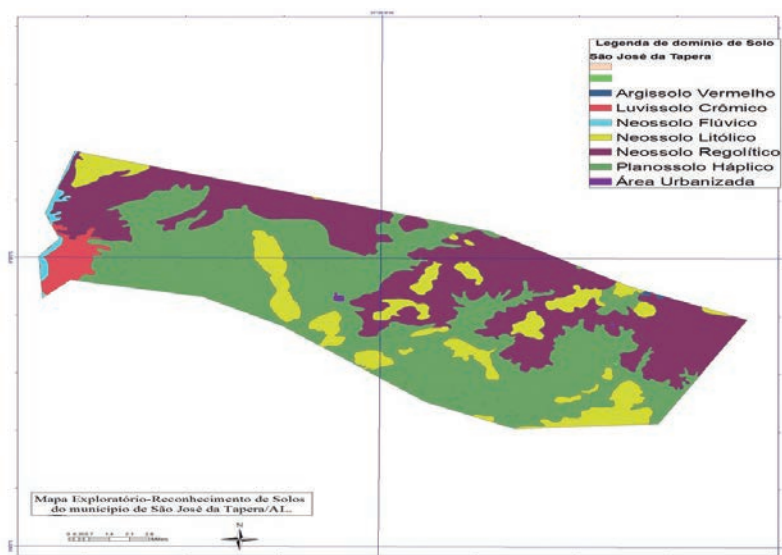 Legenda de domínio de Solo
São José da Tapera
Argissolo Vermelho
Luvissolo Crômico
Neossolo Flúvico
Neossolo Litólico
Neossolo Regolítico
Planossolo Háplico
Área Urbanizada
Mapa Exploratório-Reconhecimento de Solos
do município de São José da Tapera/AL.
N